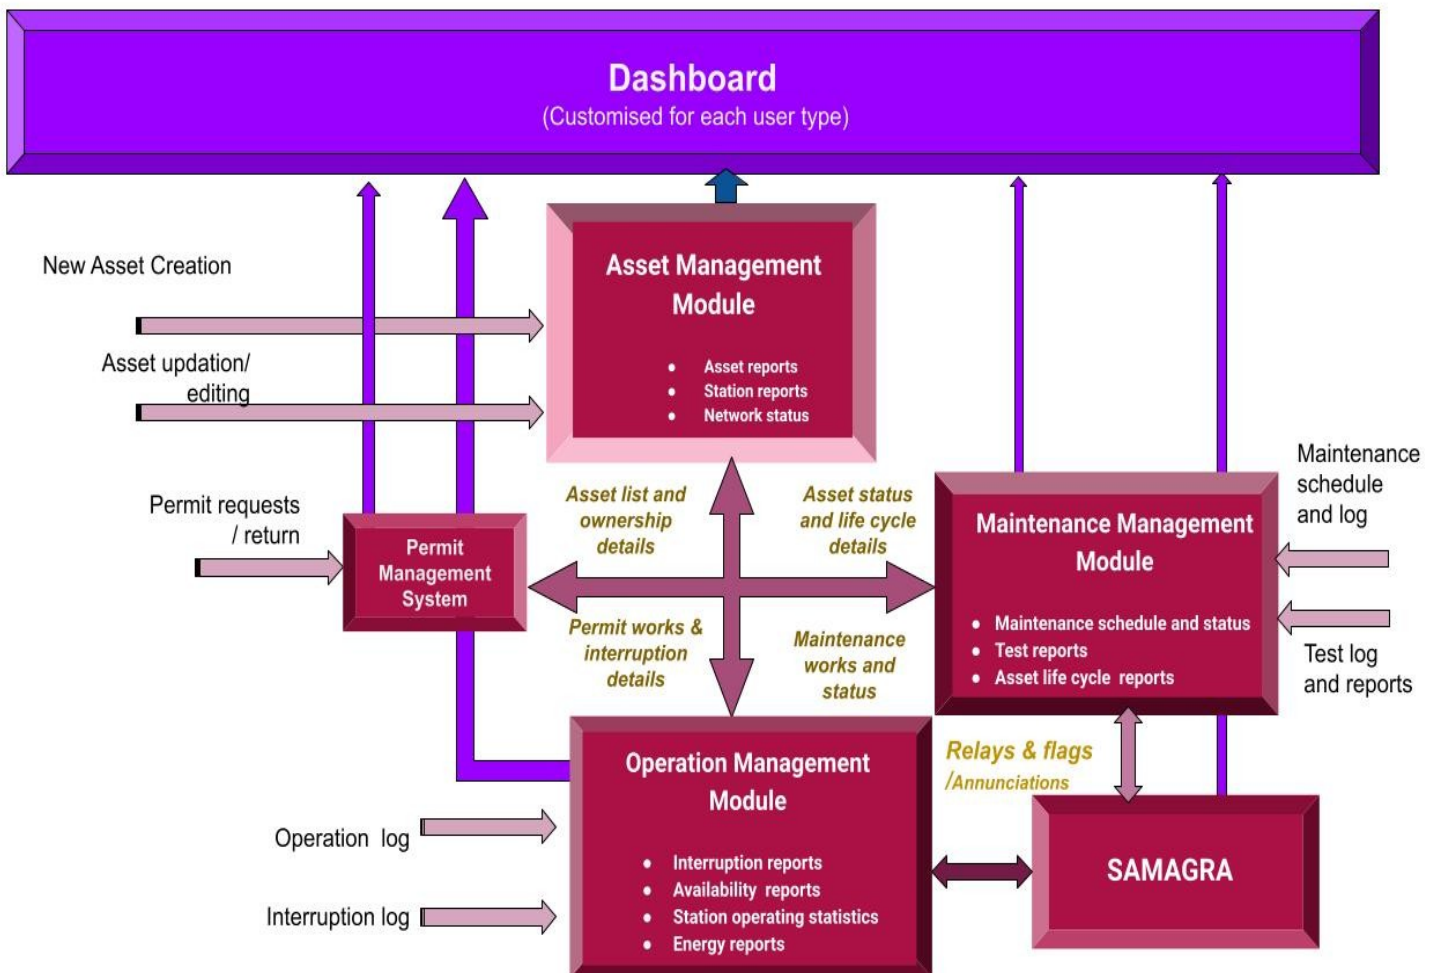 Dashboard
(Customised for each user type)
New Asset Creation
Asset updation/
editing
Asset Management
Module
● Asset reports
● Station reports
● Network status
Permit requests
/ return
Permit
Management
System
Asset list and
ownership
details
Asset status
and life cycle
details
Permit works &
interruption
details
Maintenance
works and
status
Maintenance Management
Module
● Maintenance schedule and status
● Test reports
● Asset life cycle reports
Maintenance
schedule
and log
Test log
and reports
Operation Management
Module
● Interruption reports
● Availability reports
● Station operating statistics
● Energy reports
Operation log
Interruption log
Relays & flags
/Annunciations
SAMAGRA